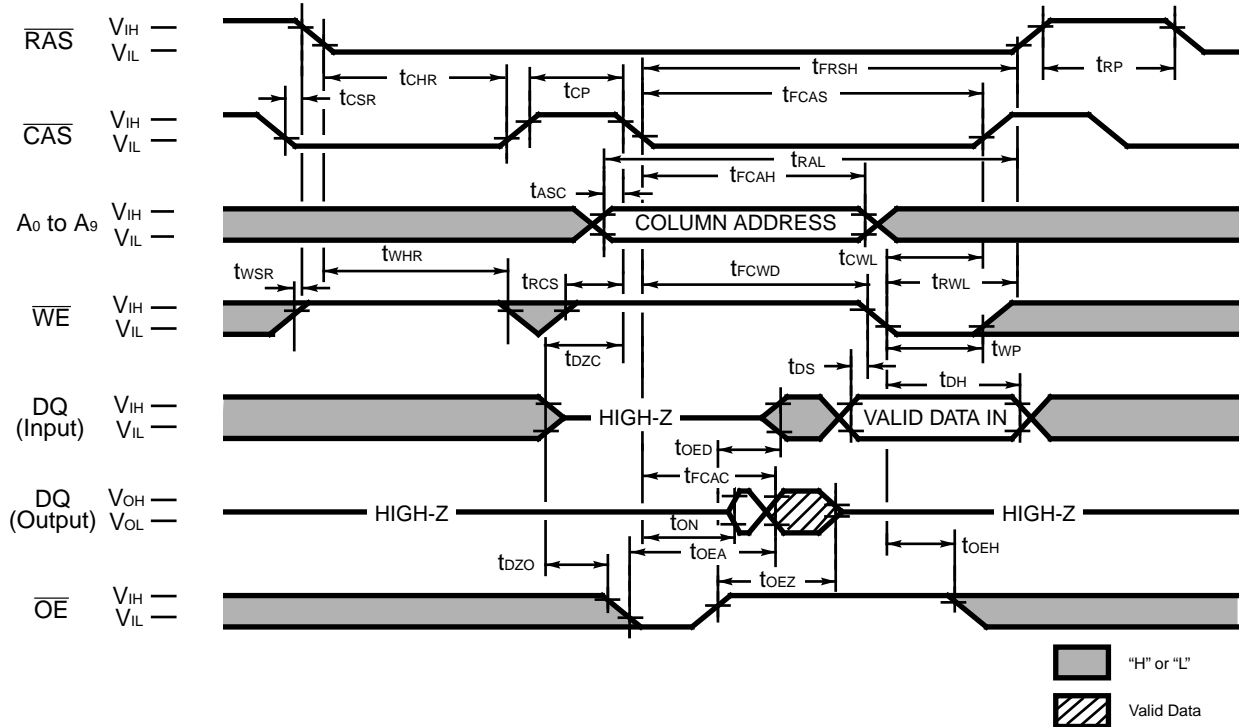 RAS
VIH
VIL
tCHR
tCP
tFRSH
tRP
tCSR
tFCAS
CAS
VIH
VIL
tRAL
tFCAH
tASC
A0 to A9
VIH
VIL
COLUMN ADDRESS
tWHR
tCWL
tWSR
tRCS
tFCWD
tRWL
WE
VIH
VIL
tDZC
tWP
tDS
tDH
DQ
(Input)
VIH
VIL
HIGH-Z
VALID DATA IN
tOED
tFCAC
DQ
(Output)
VOH
VOL
HIGH-Z
HIGH-Z
tON
tOEA
tOEH
tDZO
tOEZ
OE
VIH
VIL
“H” or “L”
Valid Data